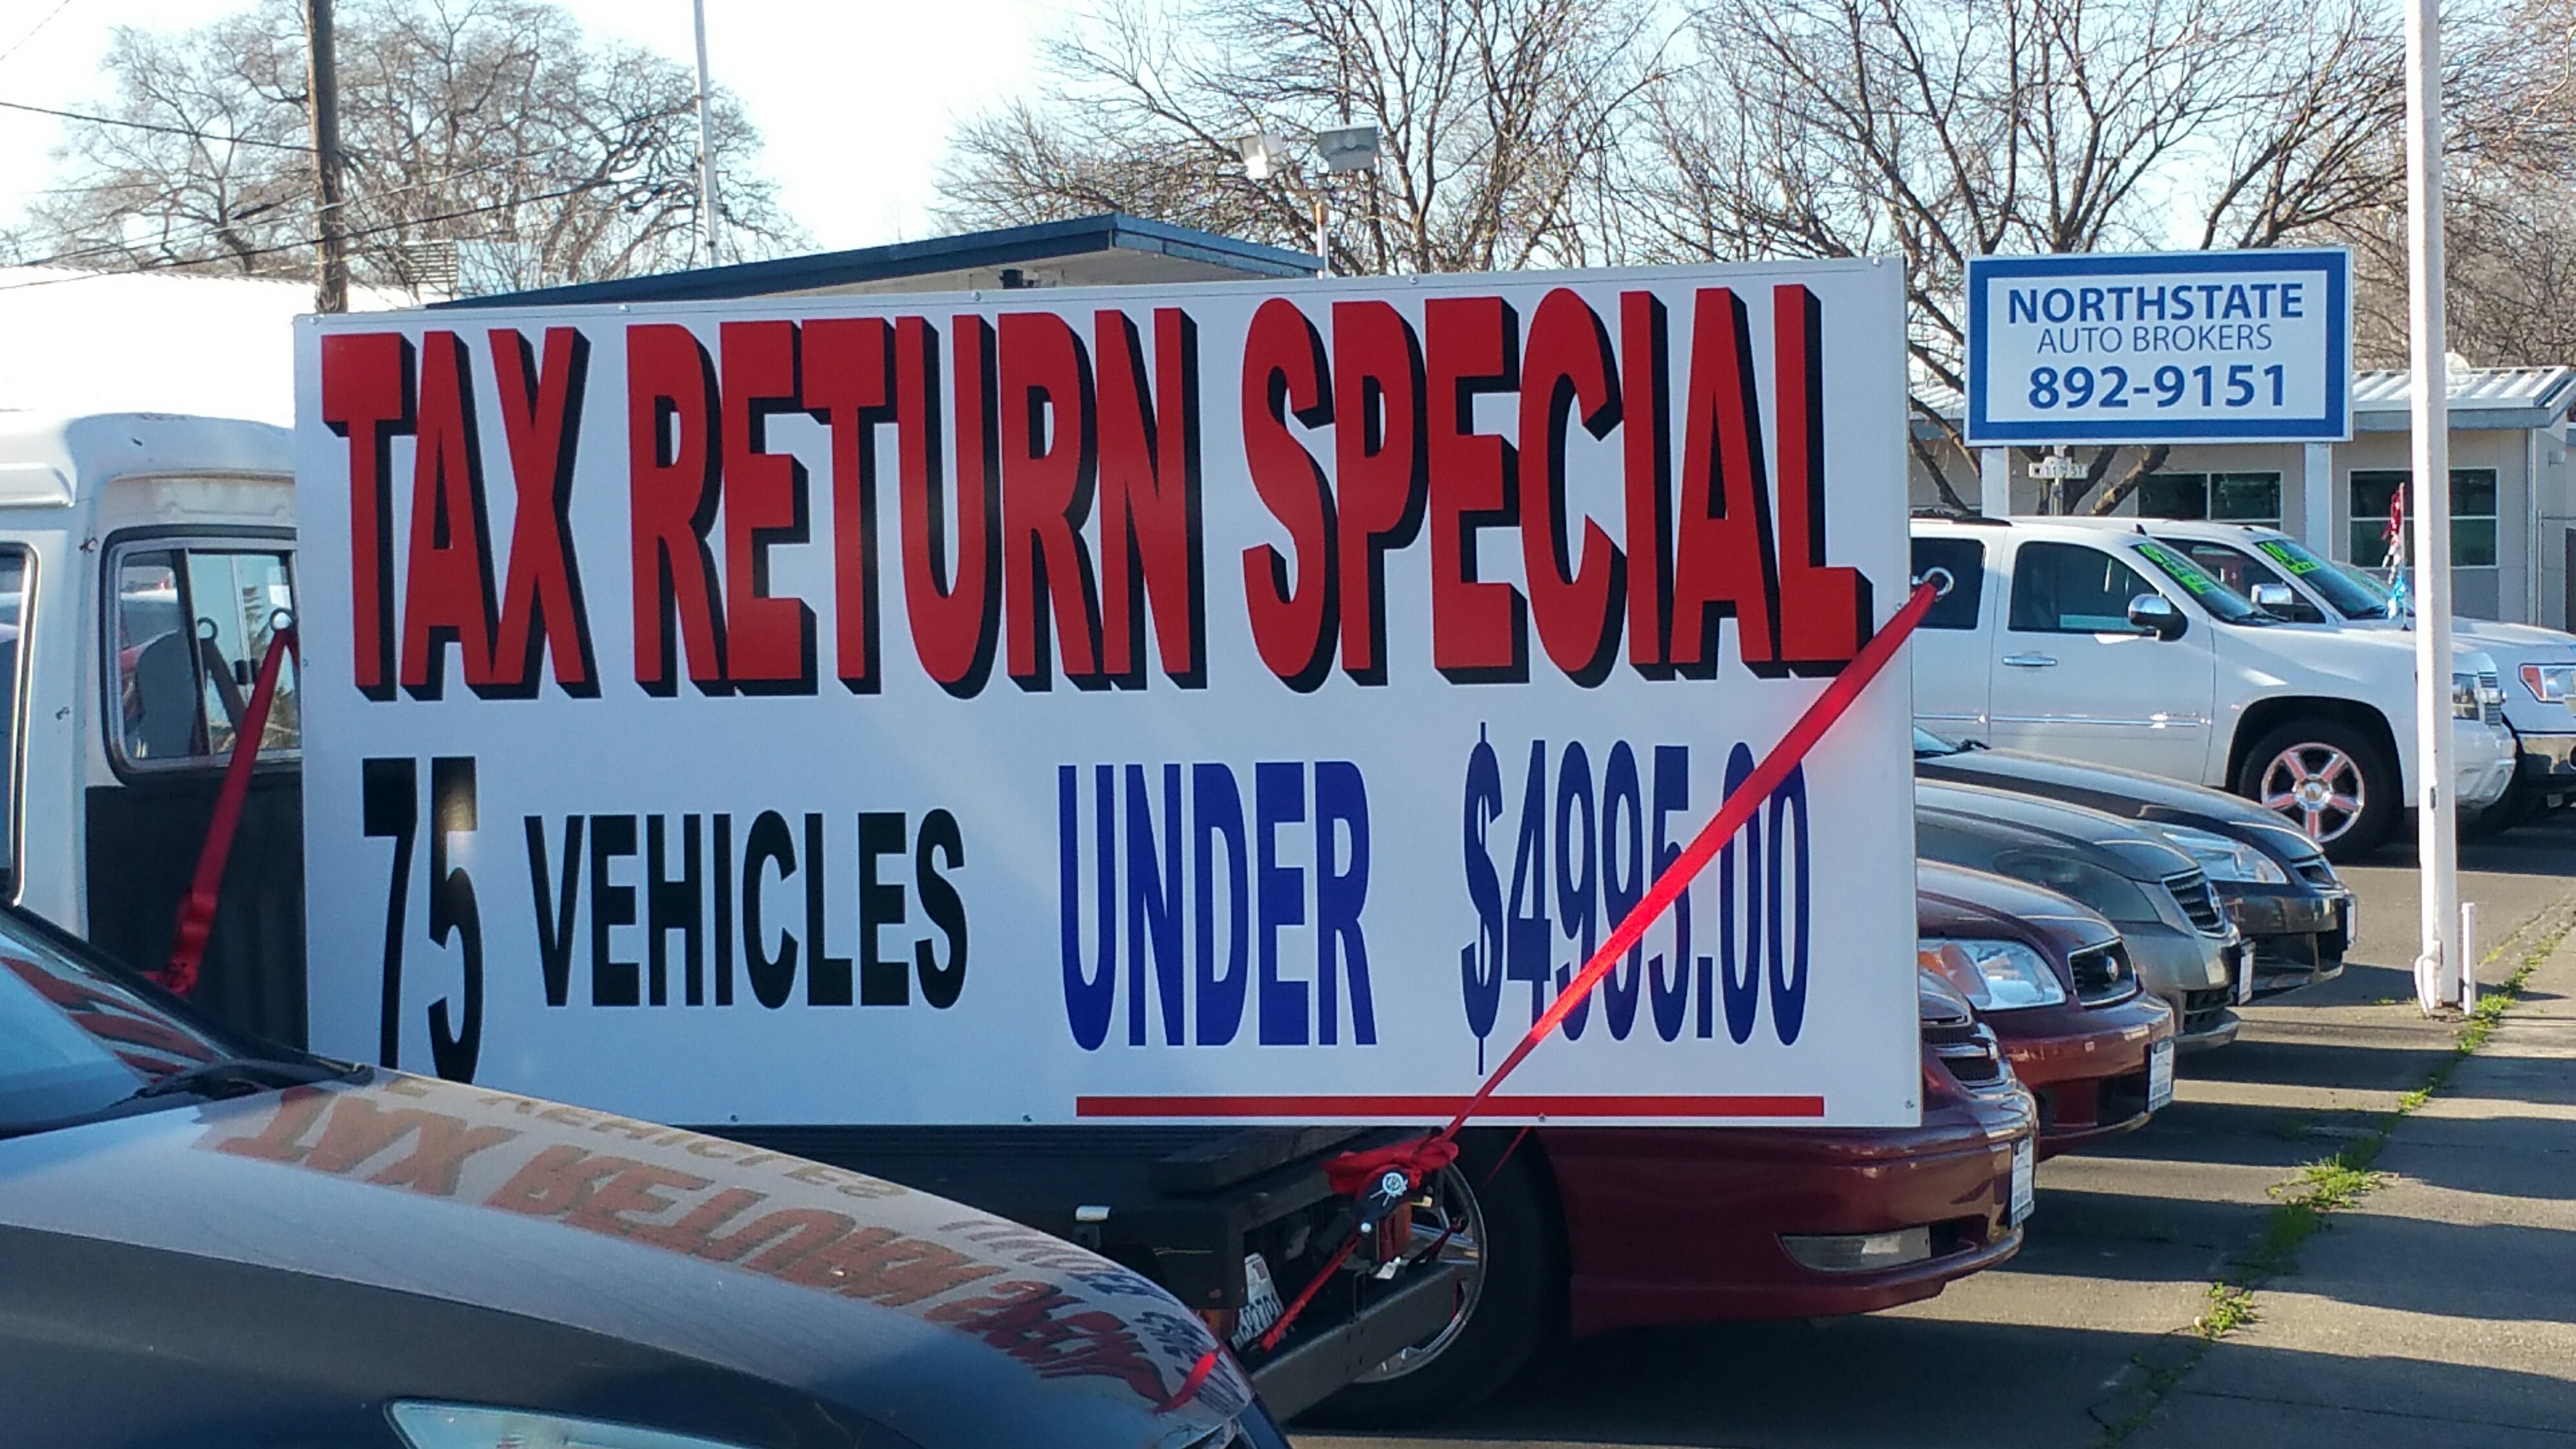 TAX RETURN SPECIAL
75 VEHICLES UNDER $4995.00
NORTHSTATE
AUTO BROKERS
892-9151